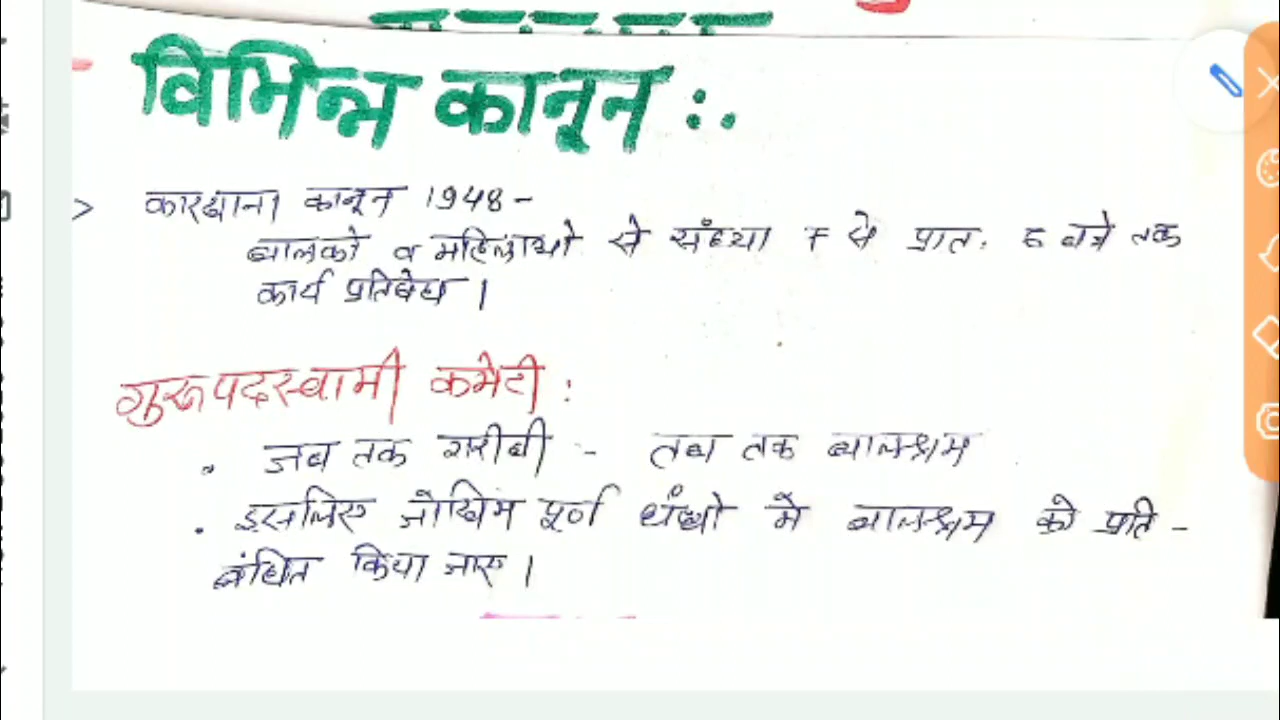 विभिन्न कानून :.
> कारखाना कानून 1948 -
बालको व महिलाओ से संध्या 7 से प्रात: 6 बजे तक
कार्य प्रतिषेध ।
गुरूपदस्वामी कमेटी :
. जब तक गरीबी - तब तक बालश्रम
. इसलिए जोखिम पूर्ण धंधो मे बालश्रम को प्रति -
बंधित किया जाए ।